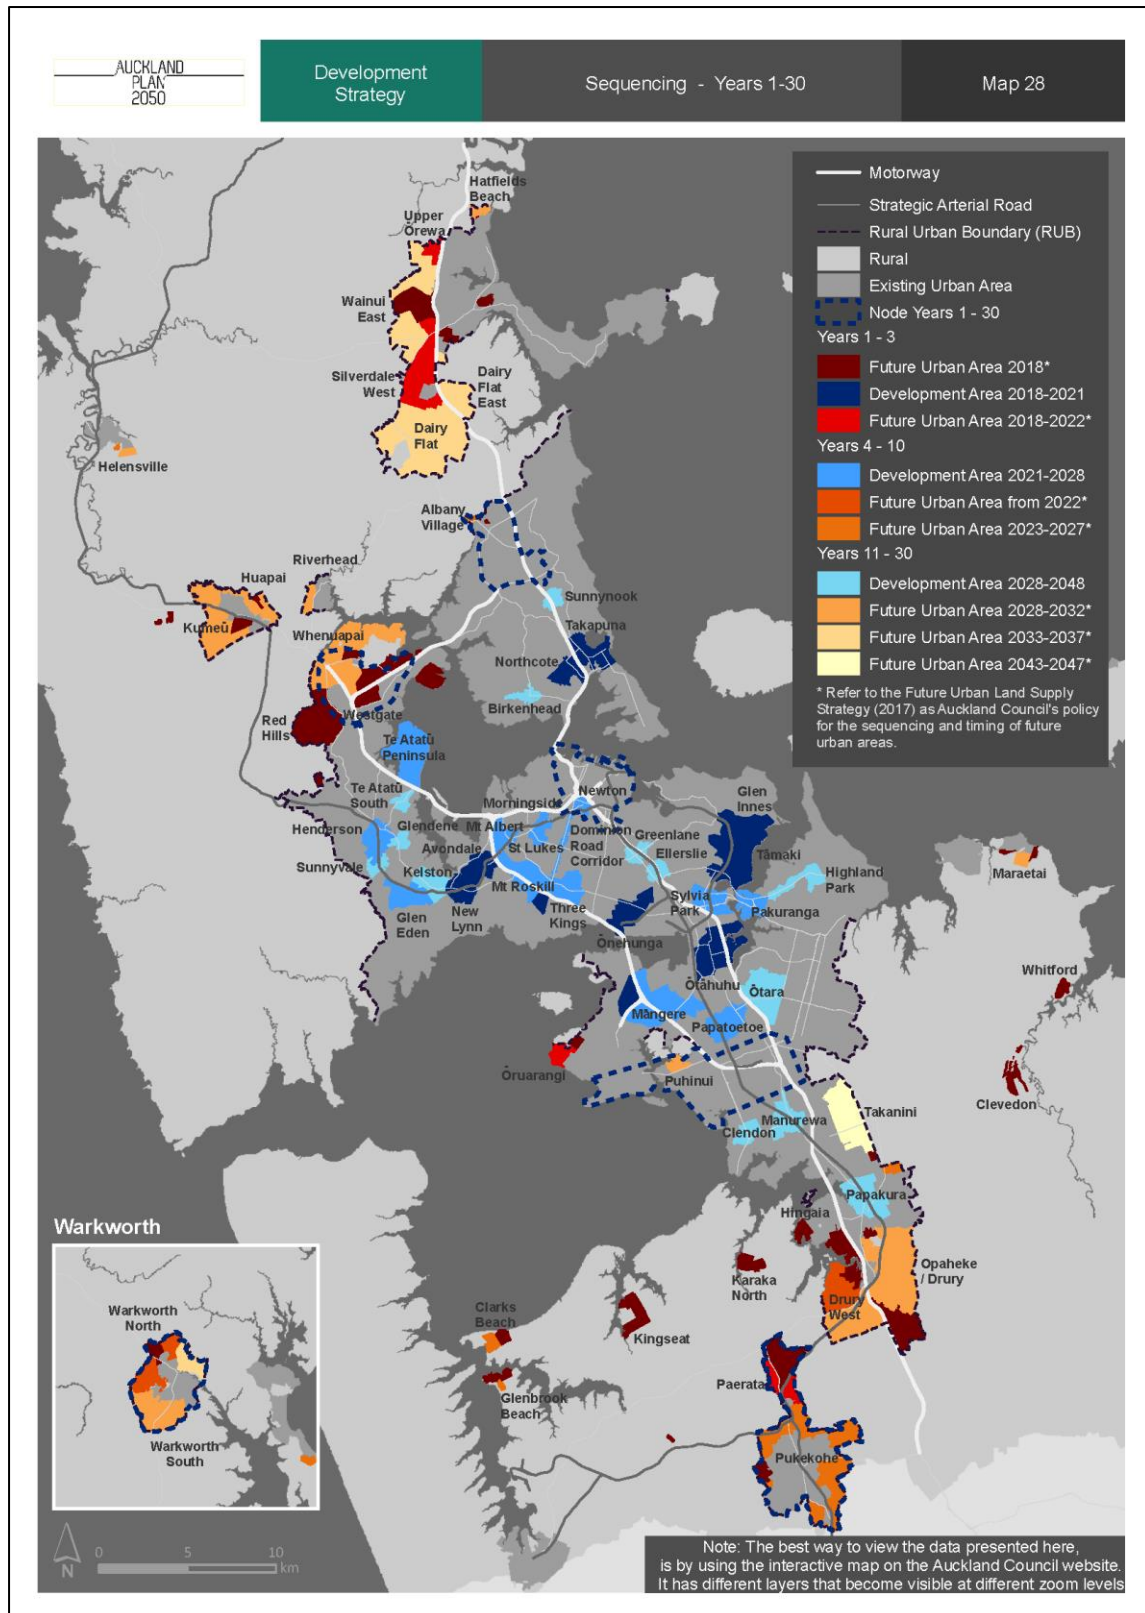 AUCKLAND
PLAN
2050
Development
Strategy
Sequencing - Years 1-30
Map 28
Motorway
Strategic Arterial Road
Rural Urban Boundary (RUB)
Rural
Existing Urban Area
Node Years 1 - 30
Years 1 - 3
Future Urban Area 2018*
Development Area 2018-2021
Future Urban Area 2018-2022*
Years 4 - 10
Development Area 2021-2028
Future Urban Area from 2022*
Future Urban Area 2023-2027*
Years 11 - 30
Development Area 2028-2048
Future Urban Area 2028-2032*
Future Urban Area 2033-2037*
Future Urban Area 2043-2047*
* Refer to the Future Urban Land Supply
Strategy (2017) as Auckland Council's policy
for the sequencing and timing of future
urban areas.
Hatfields
Beach
Upper
Ōrewa
Wainui
East
Silverdale
West
Dairy
Flat
East
Dairy
Flat
Helensville
Albany
Village
Riverhead
Huapai
Kumeū
Whenuapai
Sunnynook
Takapuna
Northcote
Birkenhead
Westgate
Red
Hills
Te Atatū
Peninsula
Te Atatū
South
Morningside
Newton
Glen
Innes
Henderson
Glendene
Mt Albert
St Lukes
Dominion
Road
Corridor
Greenlane
Ellerslie
Tāmaki
Highland
Park
Maraetai
Avondale
Sunnyvale
Kelston
Mt Roskill
Sylvia
Park
Pakuranga
Glen
Eden
New
Lynn
Three
Kings
Ōnehunga
Whitford
Ōtāhuhu
Ōtara
Māngere
Papatoetoe
Ōruarangi
Puhinui
Clevedon
Takanini
Manurewa
Clendon
Papakura
Hingaia
Opaheke
/ Drury
Karaka
North
Drury
West
Clarks
Beach
Kingseat
Paerata
Glenbrook
Beach
Pukekohe
Warkworth
Warkworth
North
Warkworth
South
N
0 5 10
km
Note: The best way to view the data presented here,
is by using the interactive map on the Auckland Council website.
It has different layers that become visible at different zoom levels